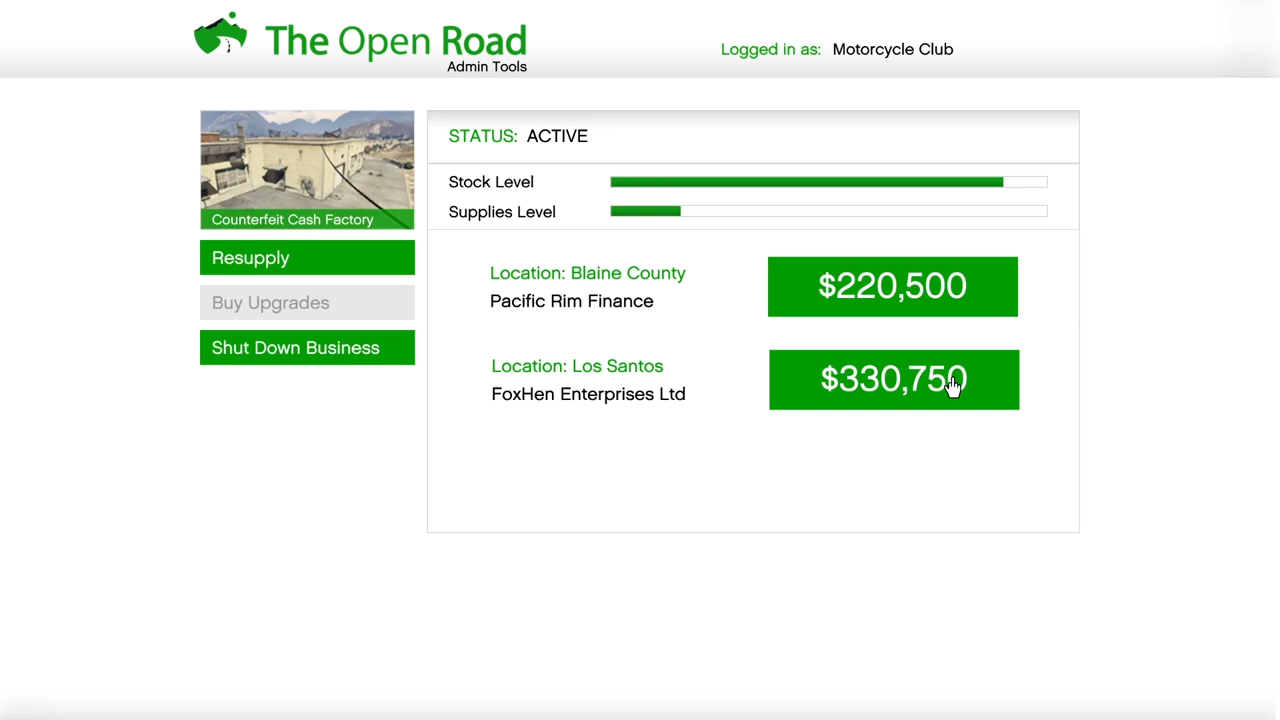 The Open Road
Admin Tools
Logged in as: Motorcycle Club
Counterfeit Cash Factory
Resupply
Buy Upgrades
Shut Down Business
STATUS: ACTIVE
Stock Level
Supplies Level
Location: Blaine County
Pacific Rim Finance
$220,500
Location: Los Santos
FoxHen Enterprises Ltd
$330,750